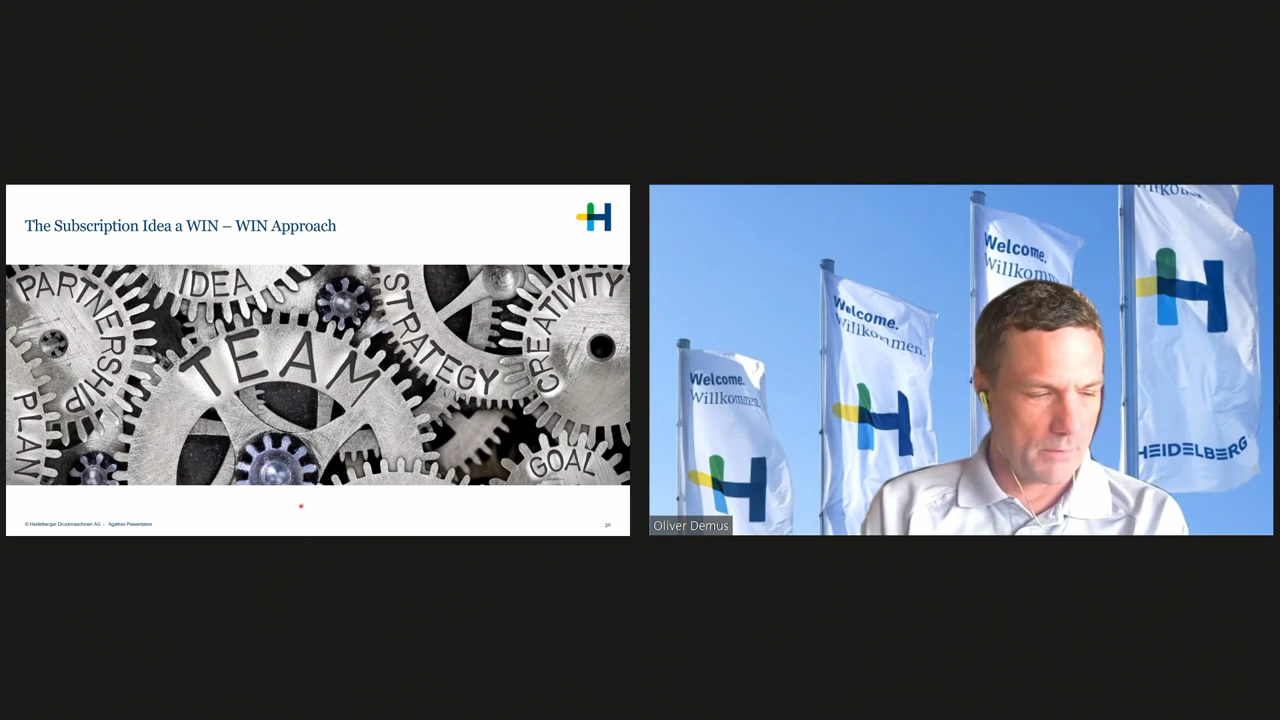 The Subscription Idea a WIN – WIN Approach
PARTNERSHIP
IDEA
STRATEGY
CREATIVITY
TEAM
PLAN
GOAL
© Heidelberger Druckmaschinen AG – Agathon Presentation
30
Welcome.
Willkommen.
Welcome.
Willkommen.
Welcome.
Willkomm
HEIDELBERG
Oliver Demus